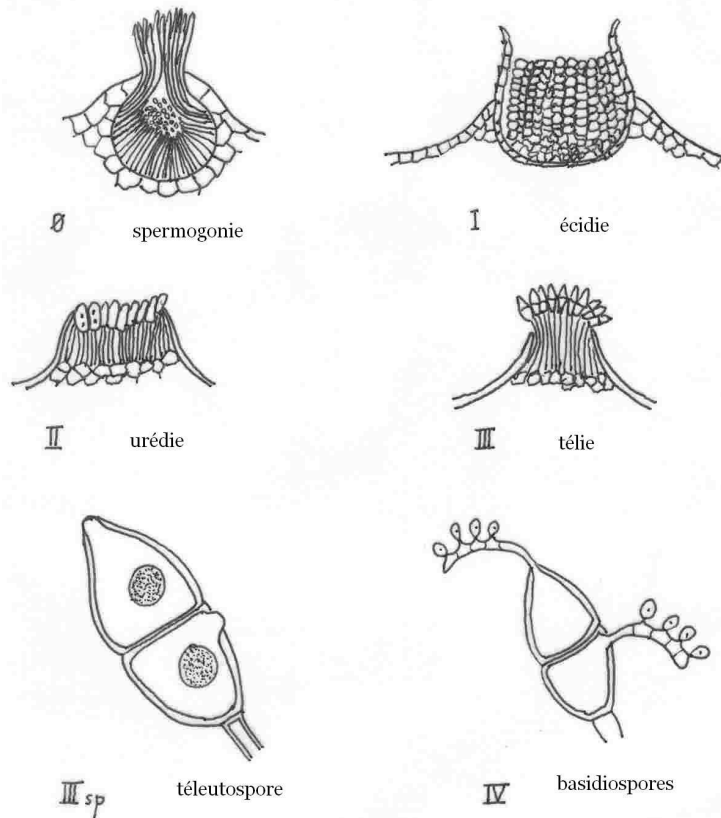 Ø spermogonie
I écidie
II urédie
III télie
III sp téleutospore
IV basidiospores